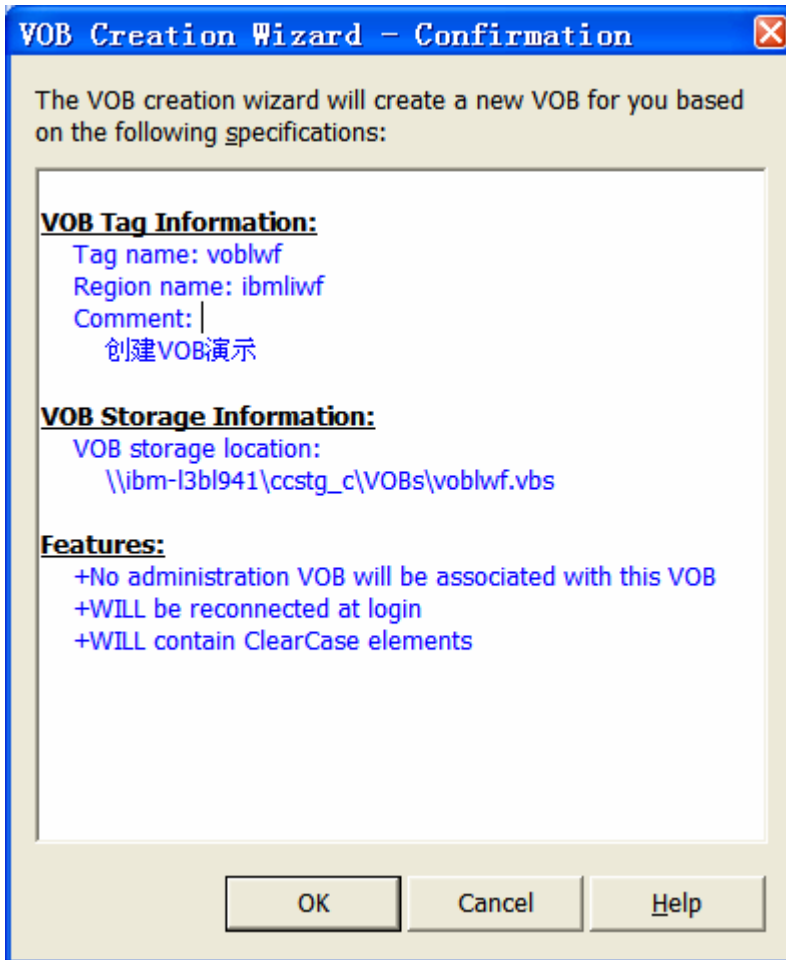 VOB Creation Wizard - Confirmation
The VOB creation wizard will create a new VOB for you based
on the following specifications:
VOB Tag Information:
Tag name: voblwf
Region name: ibmliwf
Comment:
创建VOB演示
VOB Storage Information:
VOB storage location:
\\ibm-l3bl941\ccstg_c\VOBs\voblwf.vbs
Features:
+No administration VOB will be associated with this VOB
+WILL be reconnected at login
+WILL contain ClearCase elements
OK
Cancel
Help